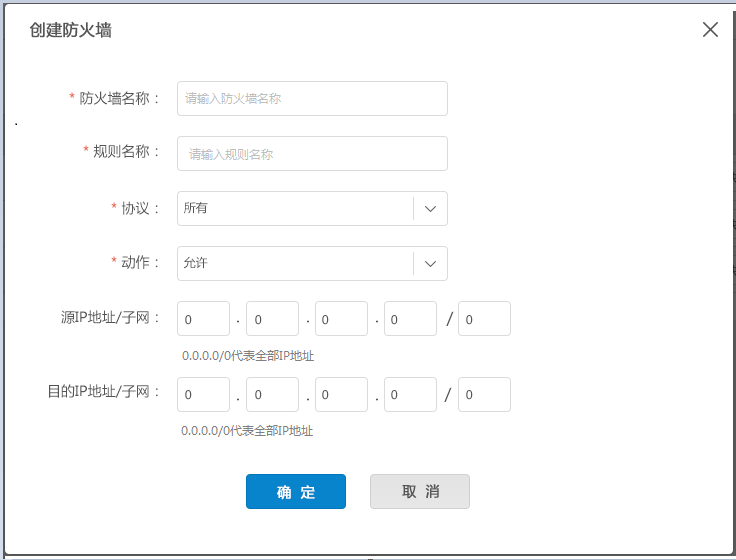 创建防火墙
* 防火墙名称： 请输入防火墙名称
* 规则名称： 请输入规则名称
* 协议： 所有
* 动作： 允许
源IP地址/子网： 0 . 0 . 0 . 0 / 0
0.0.0.0/0代表全部IP地址
目的IP地址/子网： 0 . 0 . 0 . 0 / 0
0.0.0.0/0代表全部IP地址
确 定 取 消